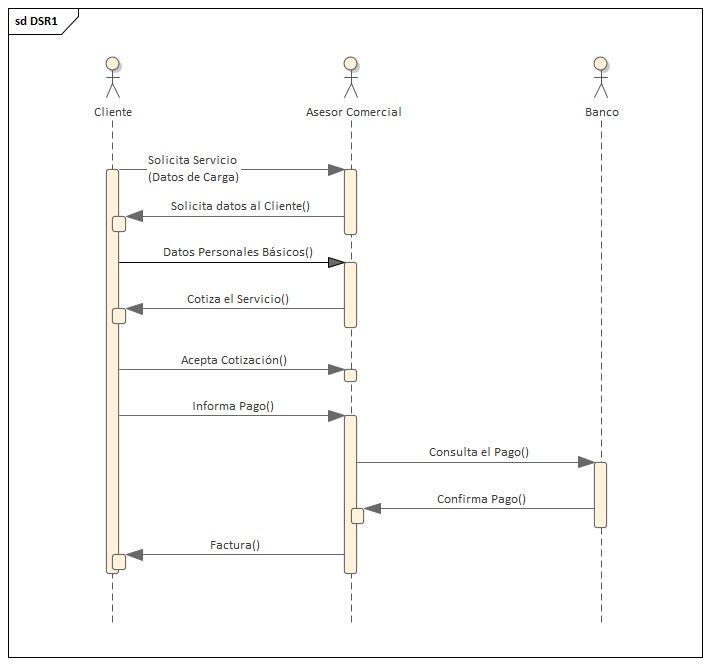 sd DSR1
Cliente
Asesor Comercial
Banco
Solicita Servicio
(Datos de Carga)
Solicita datos al Cliente()
Datos Personales Básicos()
Cotiza el Servicio()
Acepta Cotización()
Informa Pago()
Consulta el Pago()
Confirma Pago()
Factura()